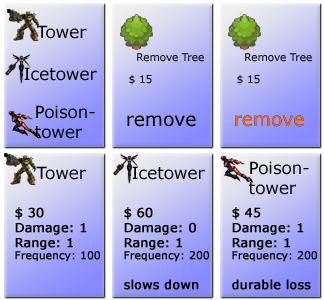 Tower
Icetower
Poison-
tower
Remove Tree
$ 15
remove
Remove Tree
$ 15
remove
Tower
$ 30
Damage: 1
Range: 1
Frequency: 100
Icetower
$ 60
Damage: 0
Range: 1
Frequency: 200
slows down
Poison-
tower
$ 45
Damage: 1
Range: 1
Frequency: 200
durable loss